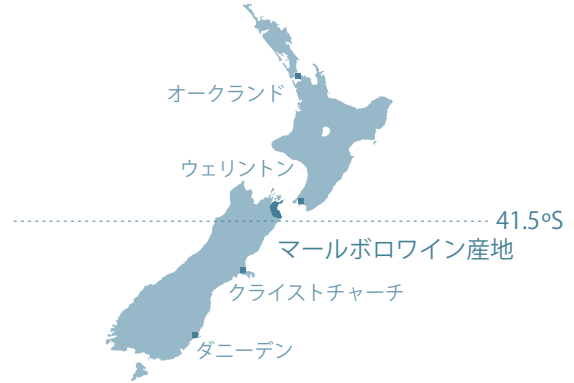 オークランド
ウェリントン
41.5ºS
マールボロワイン産地
クライストチャーチ
ダニーデン